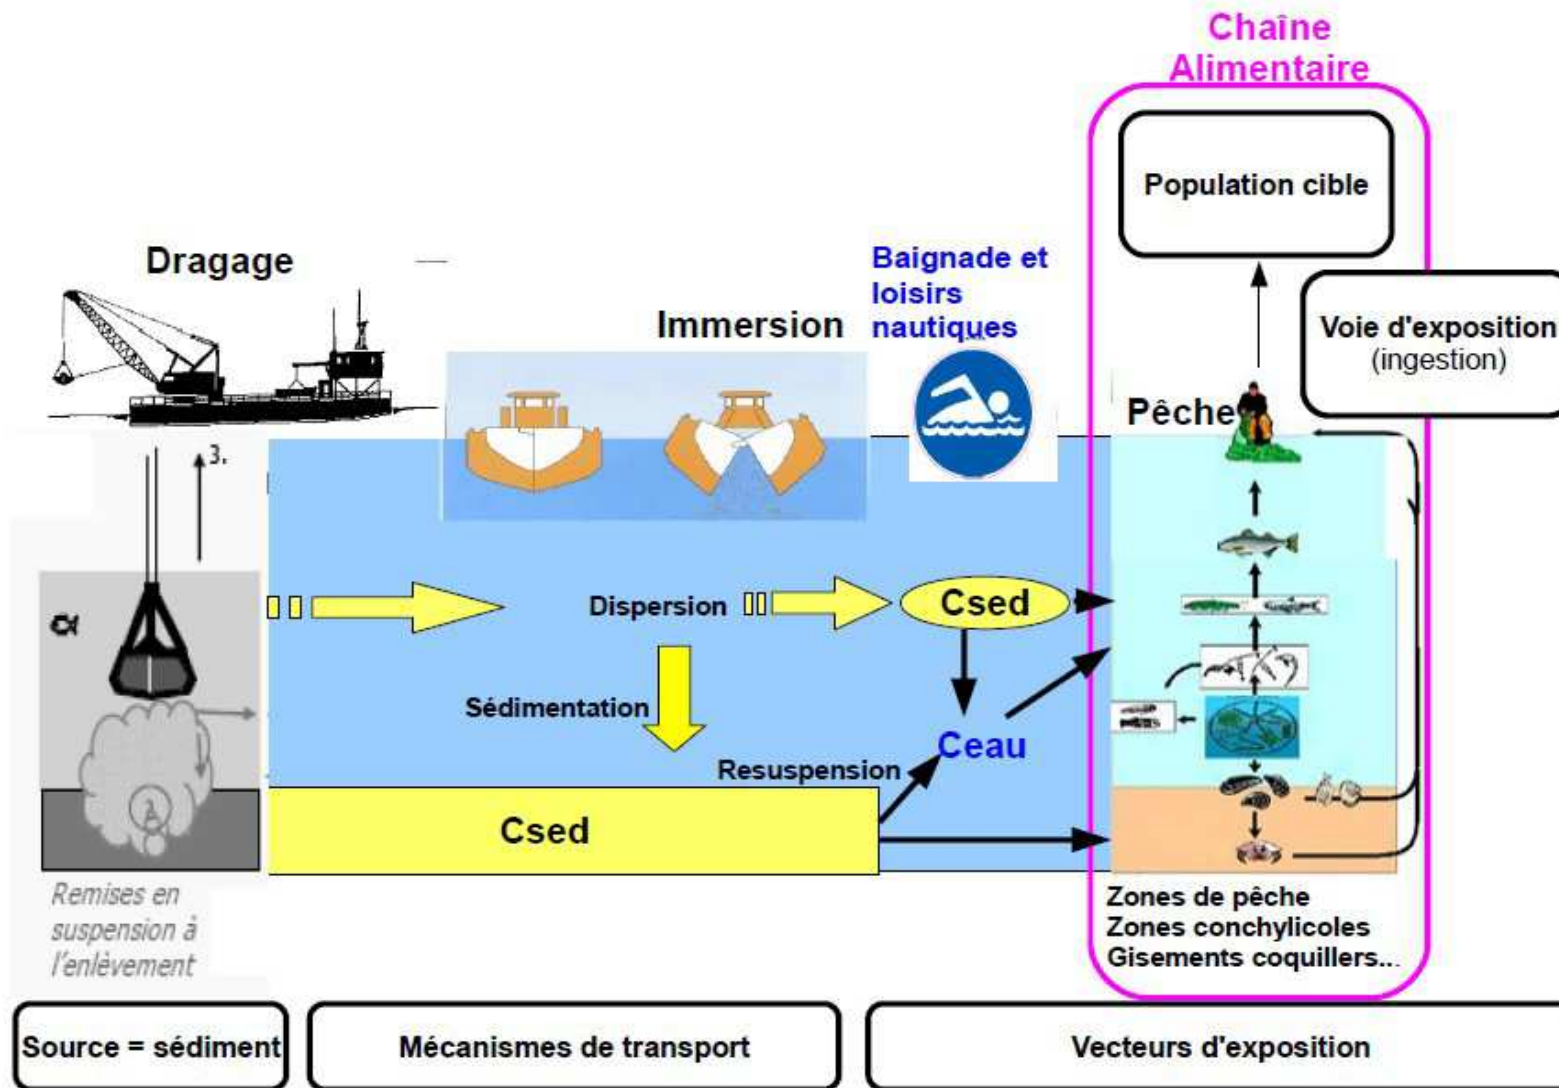 Chaîne
Alimentaire
Population cible
Dragage
Baignade et
loisirs
nautiques
Immersion
Voie d'exposition
(ingestion)
Pêche
3.
Dispersion
Csed
Sédimentation
Ceau
Resuspension
Csed
Remises en
suspension à
l'enlèvement
Zones de pêche
Zones conchylicoles
Gisements coquillers...
Source = sédiment
Mécanismes de transport
Vecteurs d'exposition